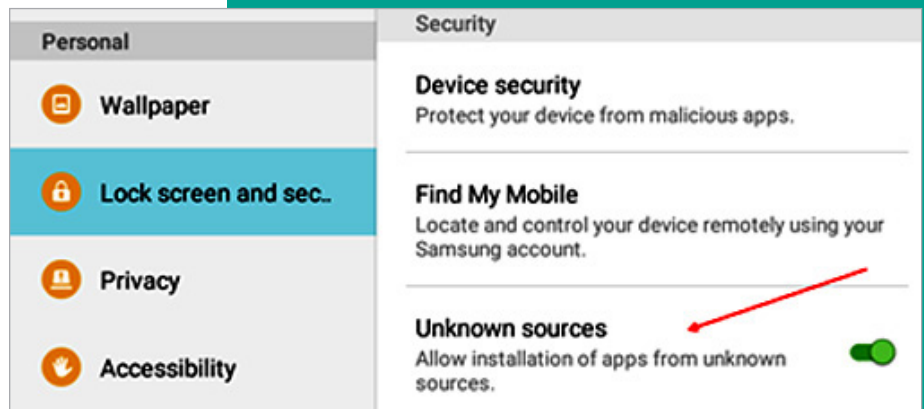 Personal
Wallpaper
Lock screen and sec..
Privacy
Accessibility
Security
Device security
Protect your device from malicious apps.
Find My Mobile
Locate and control your device remotely using your
Samsung account.
Unknown sources
Allow installation of apps from unknown
sources.